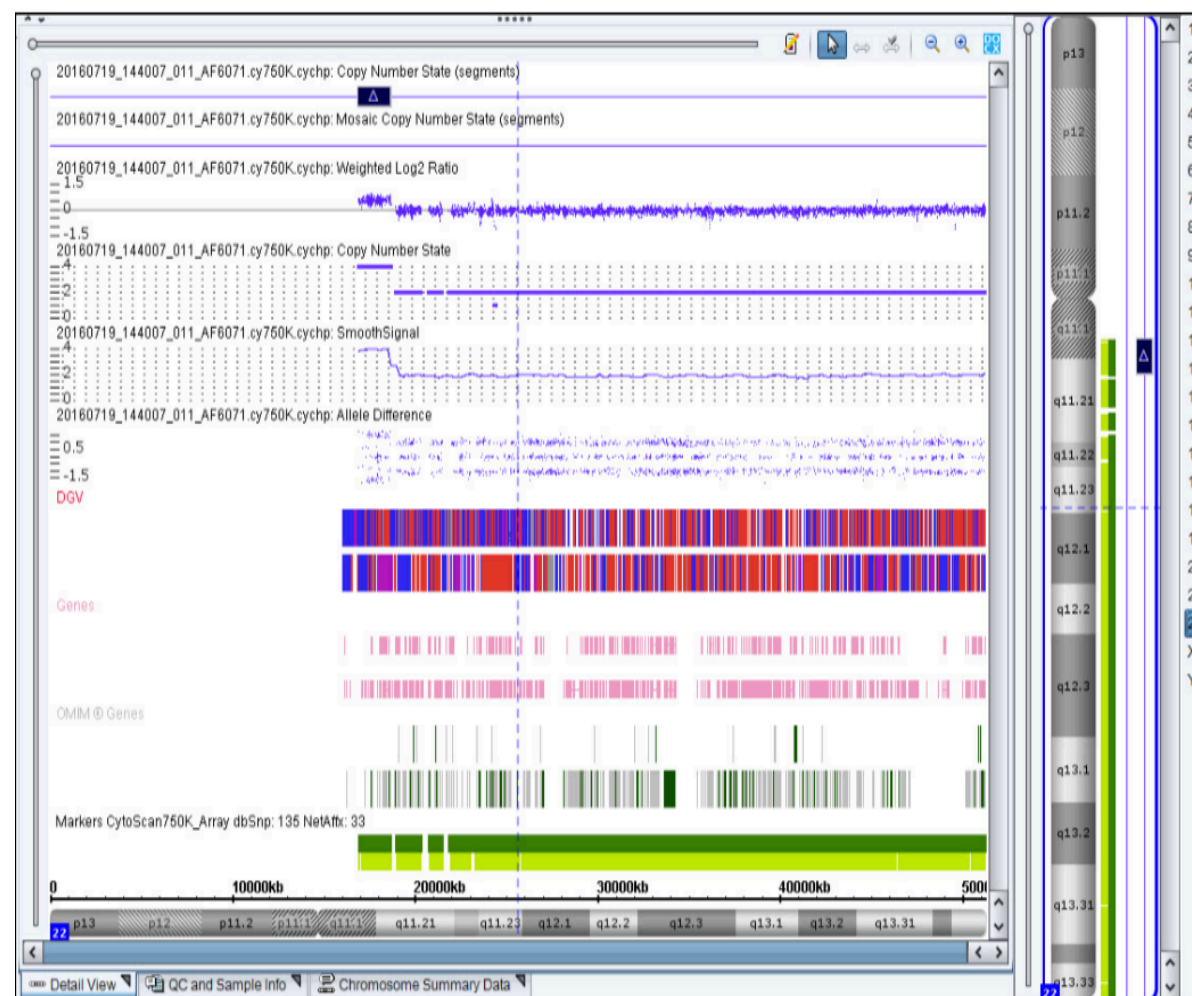 20160719_144007_011_AF6071.cy750K.cychp: Copy Number State (segments)
Δ
20160719_144007_011_AF6071.cy750K.cychp: Mosaic Copy Number State (segments)
20160719_144007_011_AF6071.cy750K.cychp: Weighted Log2 Ratio
1.5
0
-1.5
20160719_144007_011_AF6071.cy750K.cychp: Copy Number State
4
2
0
20160719_144007_011_AF6071.cy750K.cychp: SmoothSignal
4
2
0
20160719_144007_011_AF6071.cy750K.cychp: Allele Difference
0.5
-1.5
DGV
Genes
OMIM ® Genes
Markers CytoScan750K_Array dbSnp: 135 NetAffx: 33
0 10000kb 20000kb 30000kb 40000kb
22 p13 p12 p11.2 p11.1 q11.1 q11.21 q11.23 q12.1 q12.2 q12.3 q13.1 q13.2 q13.31
Detail View QC and Sample Info Chromosome Summary Data
p13
p12
p11.2
p11.1
q11.1
Δ
q11.21
q11.22
q11.23
q12.1
q12.2
q12.3
q13.1
q13.2
q13.31
q13.33
22
X
Y